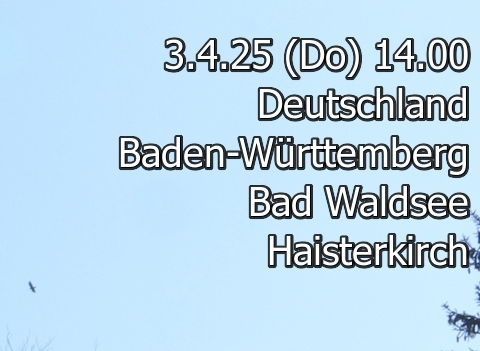 3.4.25 (Do) 14.00
Deutschland
Baden-Württemberg
Bad Waldsee
Haisterkirch